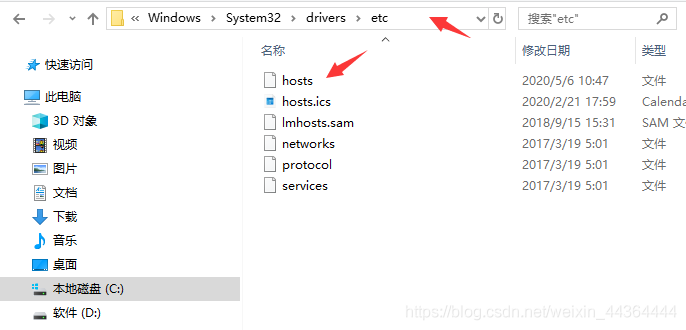 « Windows > System32 > drivers > etc
搜索"etc"
名称 修改日期 类型
快速访问
此电脑
3D 对象
视频
图片
文档
下载
音乐
桌面
本地磁盘 (C:)
软件 (D:)
hosts 2020/5/6 10:47 文件
hosts.ics 2020/2/21 17:59 Calenda
lmhosts.sam 2018/9/15 15:31 SAM 文
networks 2017/3/19 5:01 文件
protocol 2017/3/19 5:01 文件
services 2017/3/19 5:01 文件
https://blog.csdn.net/weixin_44364444